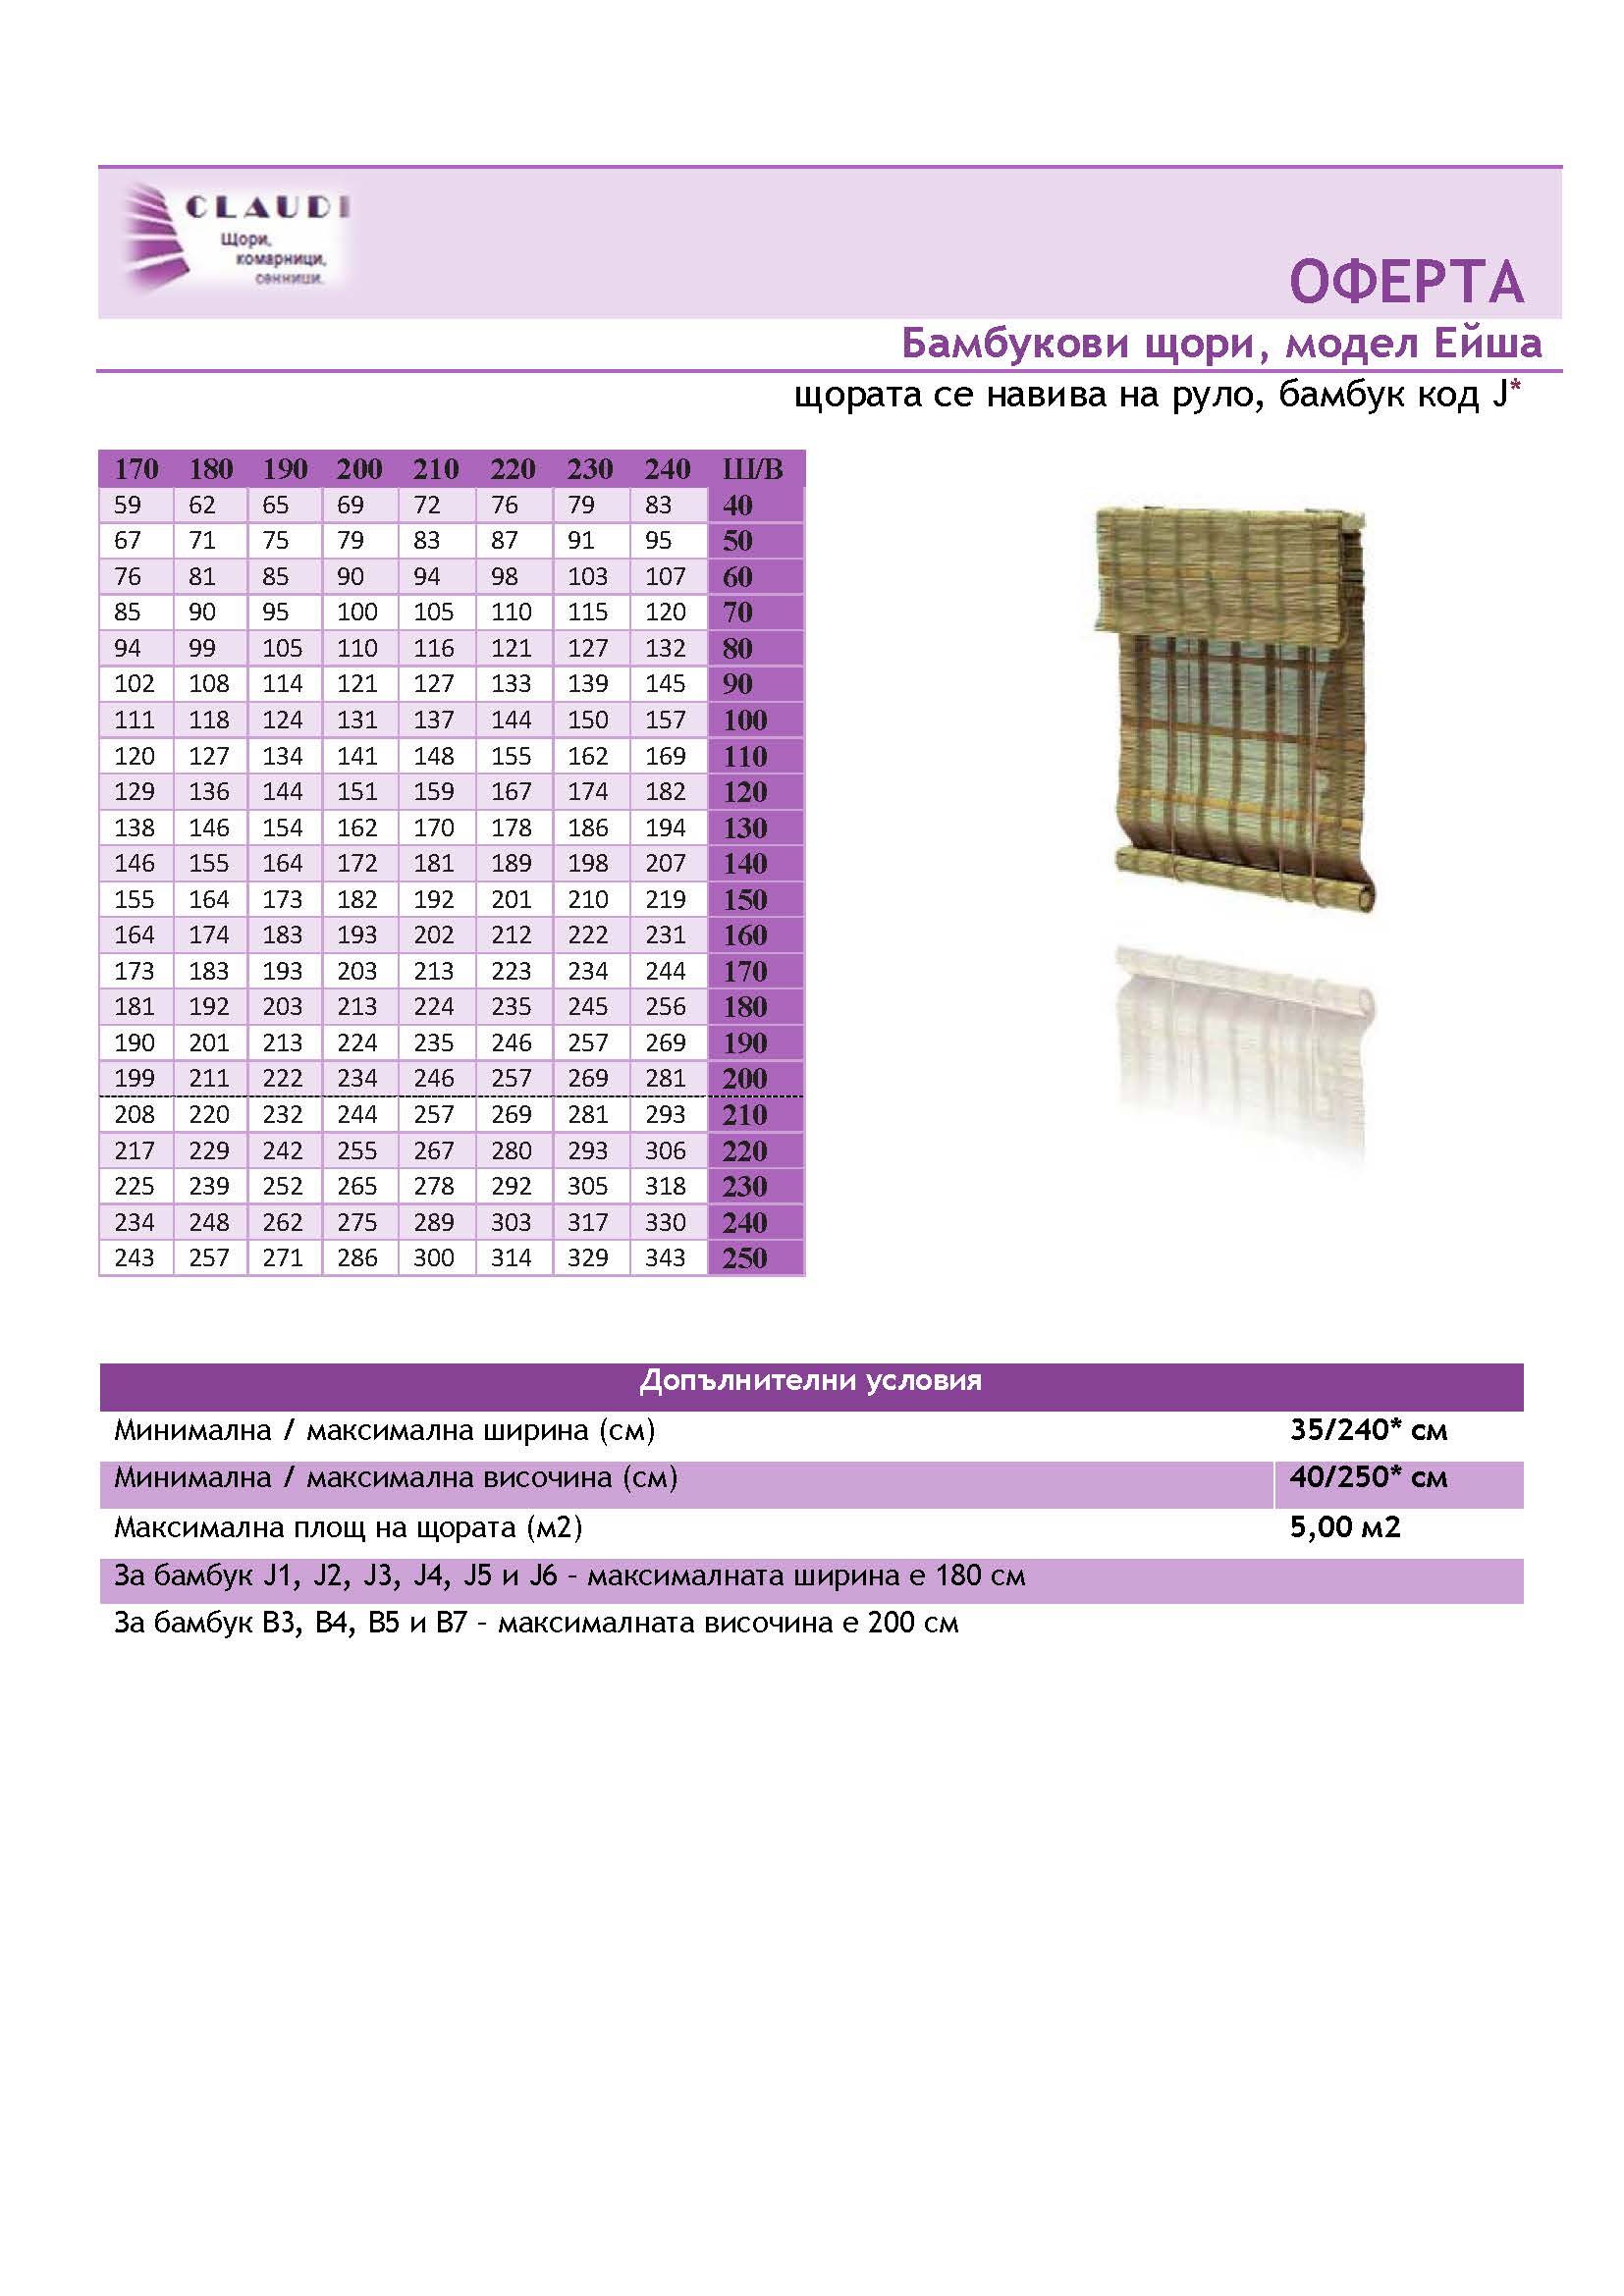 CLAUDI
Щори,
комарници,
сенници.
ОФЕРТА
Бамбукови щори, модел Ейша
щората се навива на руло, бамбук код J*
170 180 190 200 210 220 230 240 Ш/В
59 62 65 69 72 76 79 83 40
67 71 75 79 83 87 91 95 50
76 81 85 90 94 98 103 107 60
85 90 95 100 105 110 115 120 70
94 99 105 110 116 121 127 132 80
102 108 114 121 127 133 139 145 90
111 118 124 131 137 144 150 157 100
120 127 134 141 148 155 162 169 110
129 136 144 151 159 167 174 182 120
138 146 154 162 170 178 186 194 130
146 155 164 172 181 189 198 207 140
155 164 173 182 192 201 210 219 150
164 174 183 193 202 212 222 231 160
173 183 193 203 213 223 234 244 170
181 192 203 213 224 235 245 256 180
190 201 213 224 235 246 257 269 190
199 211 222 234 246 257 269 281 200
208 220 232 244 257 269 281 293 210
217 229 242 255 267 280 293 306 220
225 239 252 265 278 292 305 318 230
234 248 262 275 289 303 317 330 240
243 257 271 286 300 314 329 343 250
Допълнителни условия
Минимална / максимална ширина (см) 35/240* см
Минимална / максимална височина (см) 40/250* см
Максимална площ на щората (м2) 5,00 м2
За бамбук J1, J2, J3, J4, J5 и J6 - максималната ширина е 180 см
За бамбук B3, B4, B5 и B7 - максималната височина е 200 см